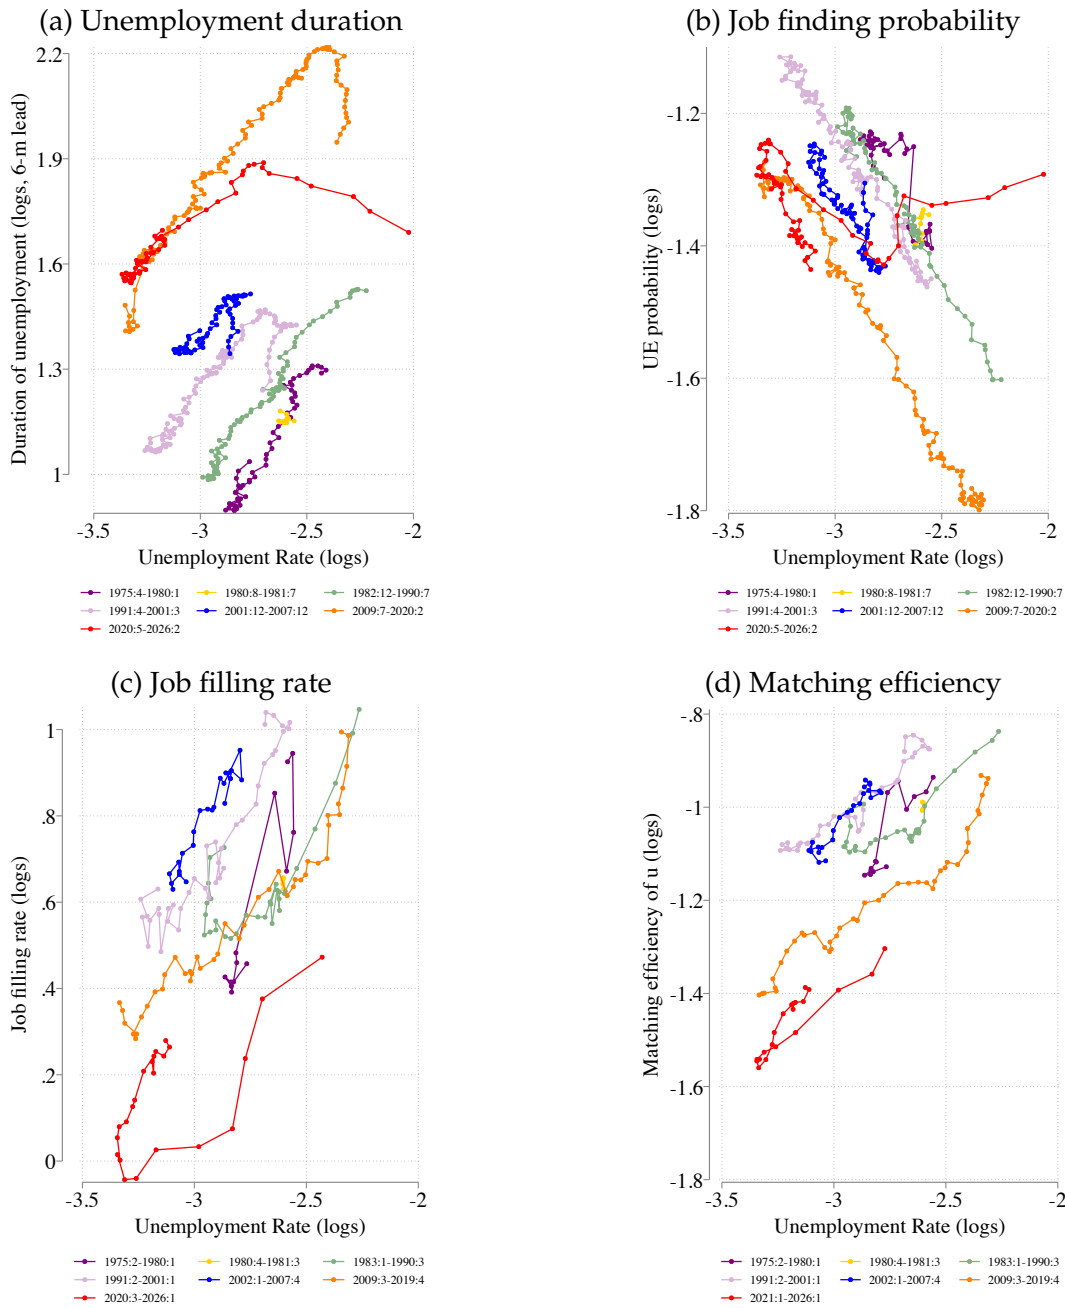 (a) Unemployment duration
Duration of unemployment (logs, 6-m lead)
2.2
1.9
1.6
1.3
1
-3.5 -3 -2.5 -2
Unemployment Rate (logs)
1975:4-1980:1 1980:8-1981:7 1982:12-1990:7
1991:4-2001:3 2001:12-2007:12 2009:7-2020:2
2020:5-2026:2
(b) Job finding probability
UE probability (logs)
-1.2
-1.4
-1.6
-1.8
-3.5 -3 -2.5 -2
Unemployment Rate (logs)
1975:4-1980:1 1980:8-1981:7 1982:12-1990:7
1991:4-2001:3 2001:12-2007:12 2009:7-2020:2
2020:5-2026:2
(c) Job filling rate
Job filling rate (logs)
1
.8
.6
.4
.2
0
-3.5 -3 -2.5 -2
Unemployment Rate (logs)
1975:2-1980:1 1980:4-1981:3 1983:1-1990:3
1991:2-2001:1 2002:1-2007:4 2009:3-2019:4
2020:3-2026:1
(d) Matching efficiency
Matching efficiency of u (logs)
-.8
-1
-1.2
-1.4
-1.6
-1.8
-3.5 -3 -2.5 -2
Unemployment Rate (logs)
1975:2-1980:1 1980:4-1981:3 1983:1-1990:3
1991:2-2001:1 2002:1-2007:4 2009:3-2019:4
2021:1-2026:1